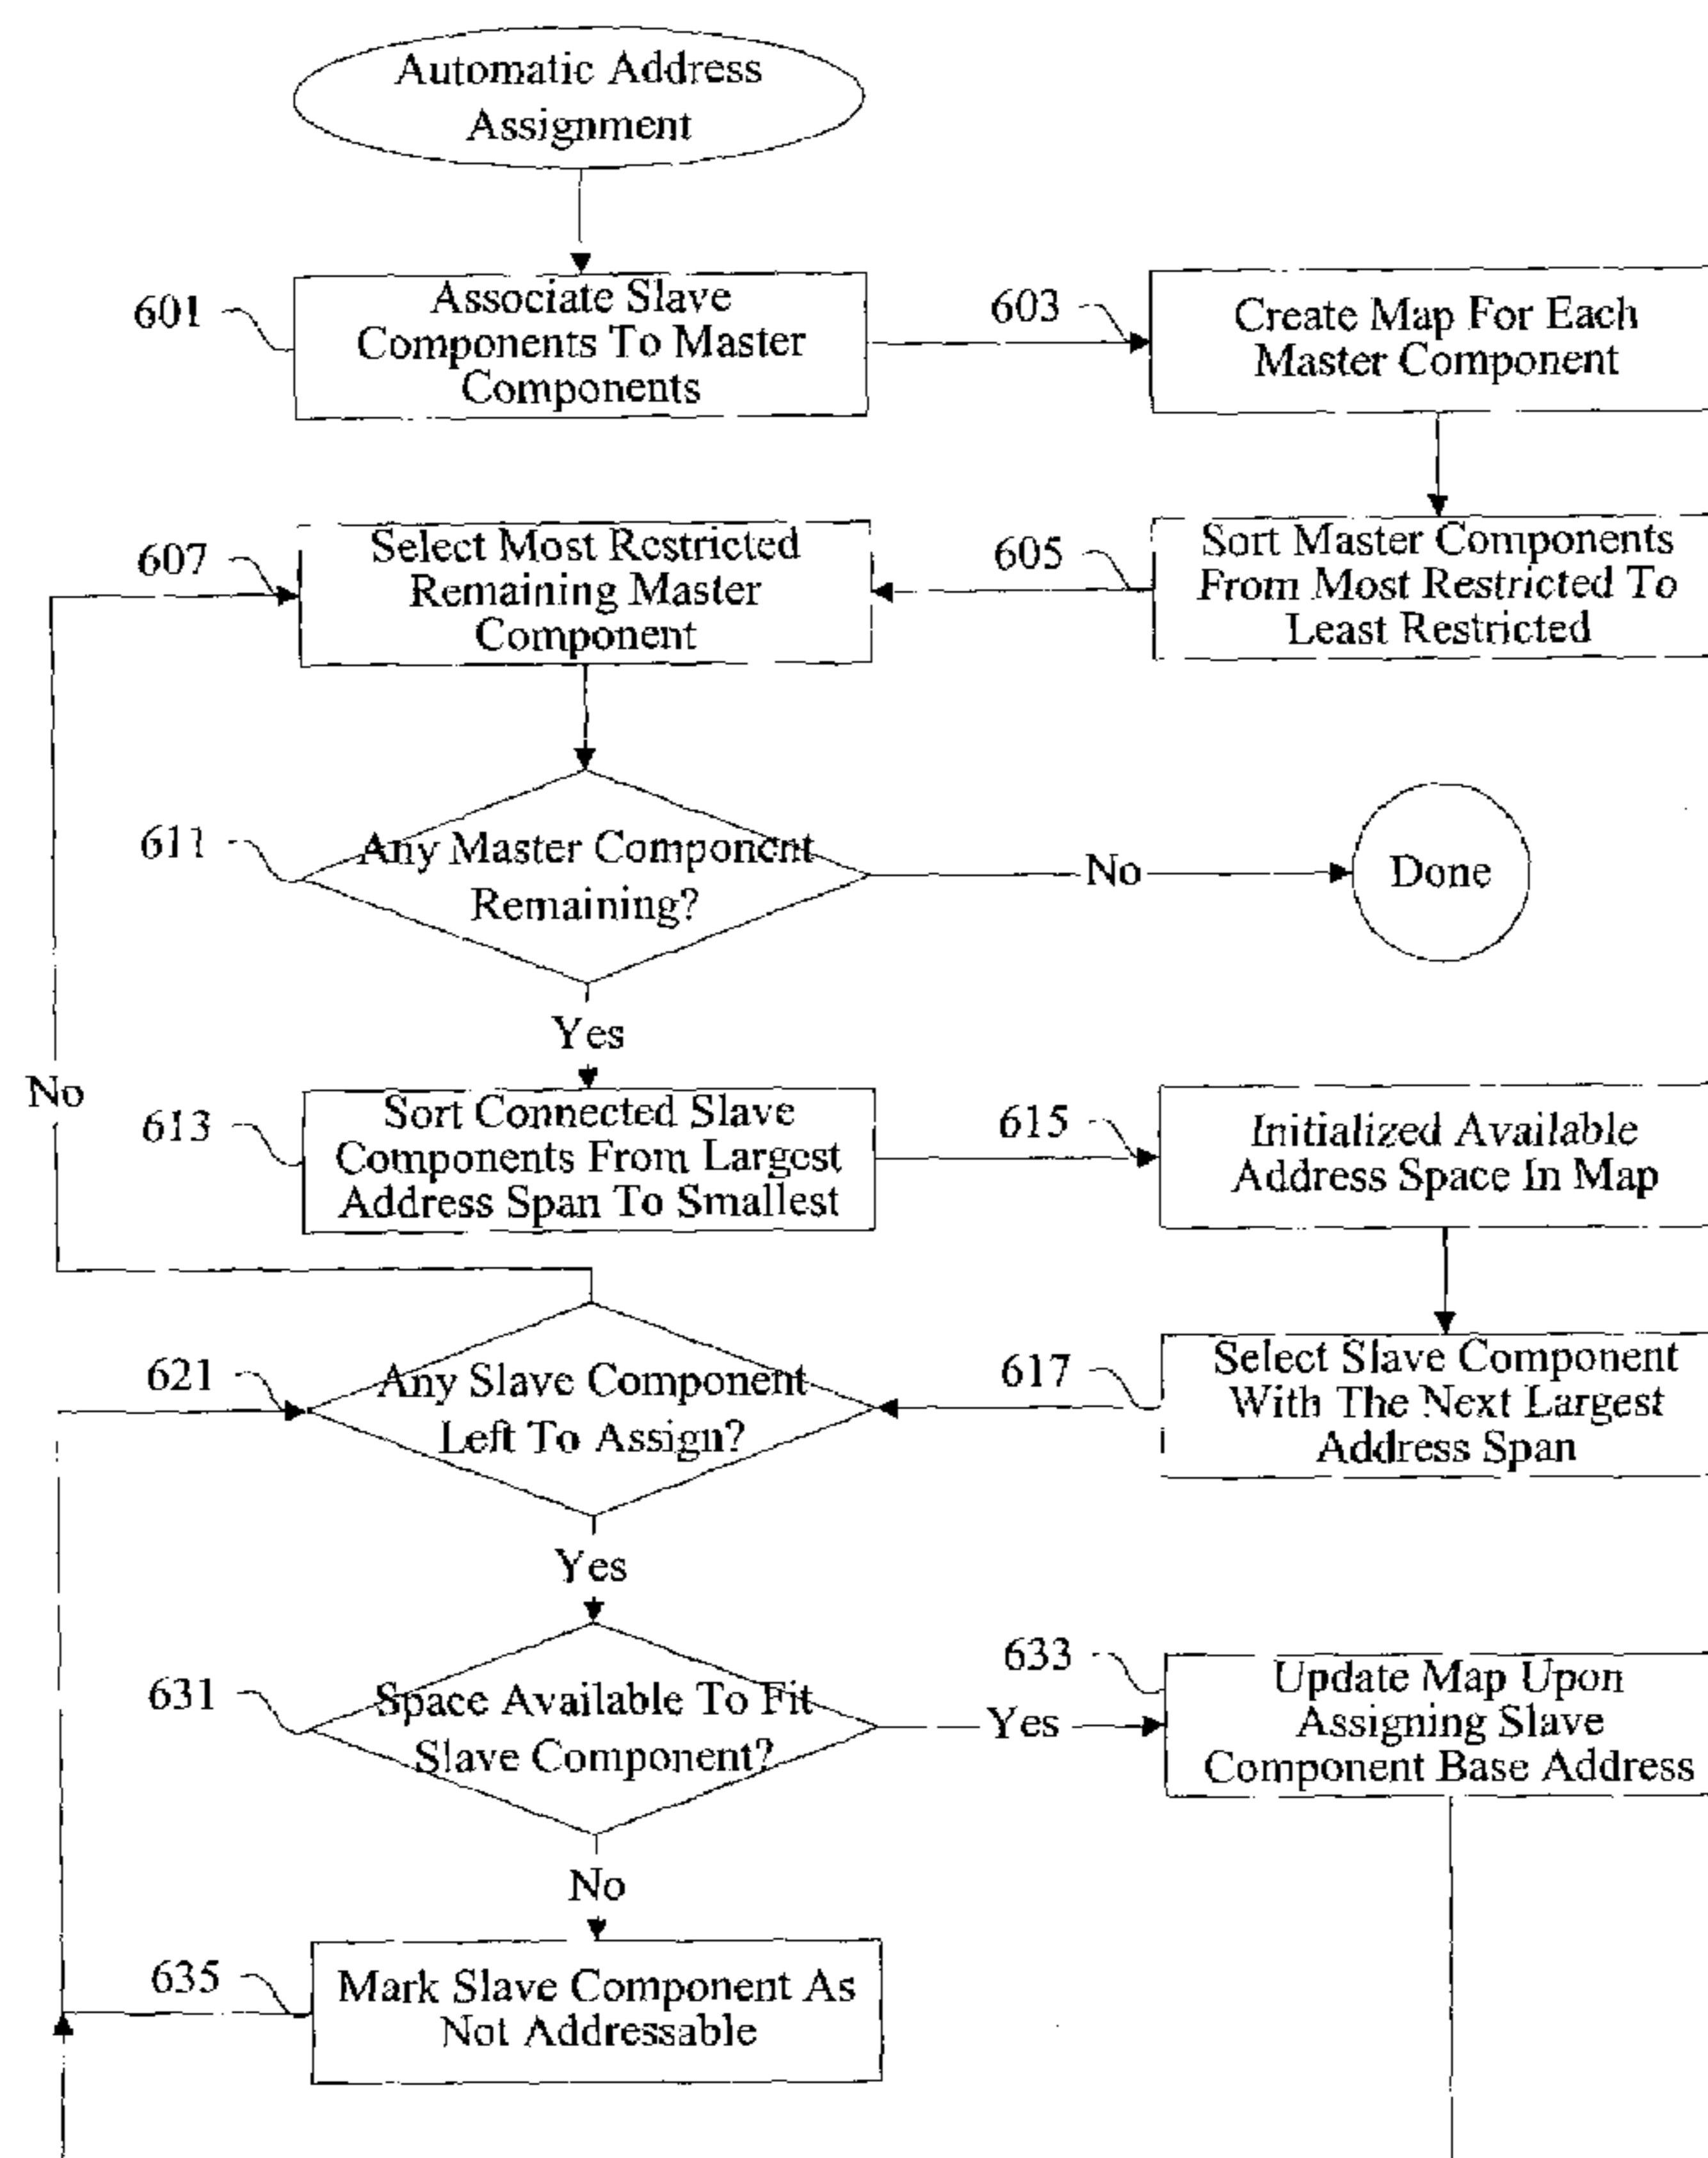 Automatic Address
Assignment
601
Associate Slave
Components To Master
Components
603
Create Map For Each
Master Component
607
Select Most Restricted
Remaining Master
Component
605
Sort Master Components
From Most Restricted To
Least Restricted
611
Any Master Component
Remaining?
No
Done
Yes
No
613
Sort Connected Slave
Components From Largest
Address Span To Smallest
615
Initialized Available
Address Space In Map
621
Any Slave Component
Left To Assign?
617
Select Slave Component
With The Next Largest
Address Span
Yes
631
Space Available To Fit
Slave Component?
Yes
633
Update Map Upon
Assigning Slave
Component Base Address
No
635
Mark Slave Component As
Not Addressable